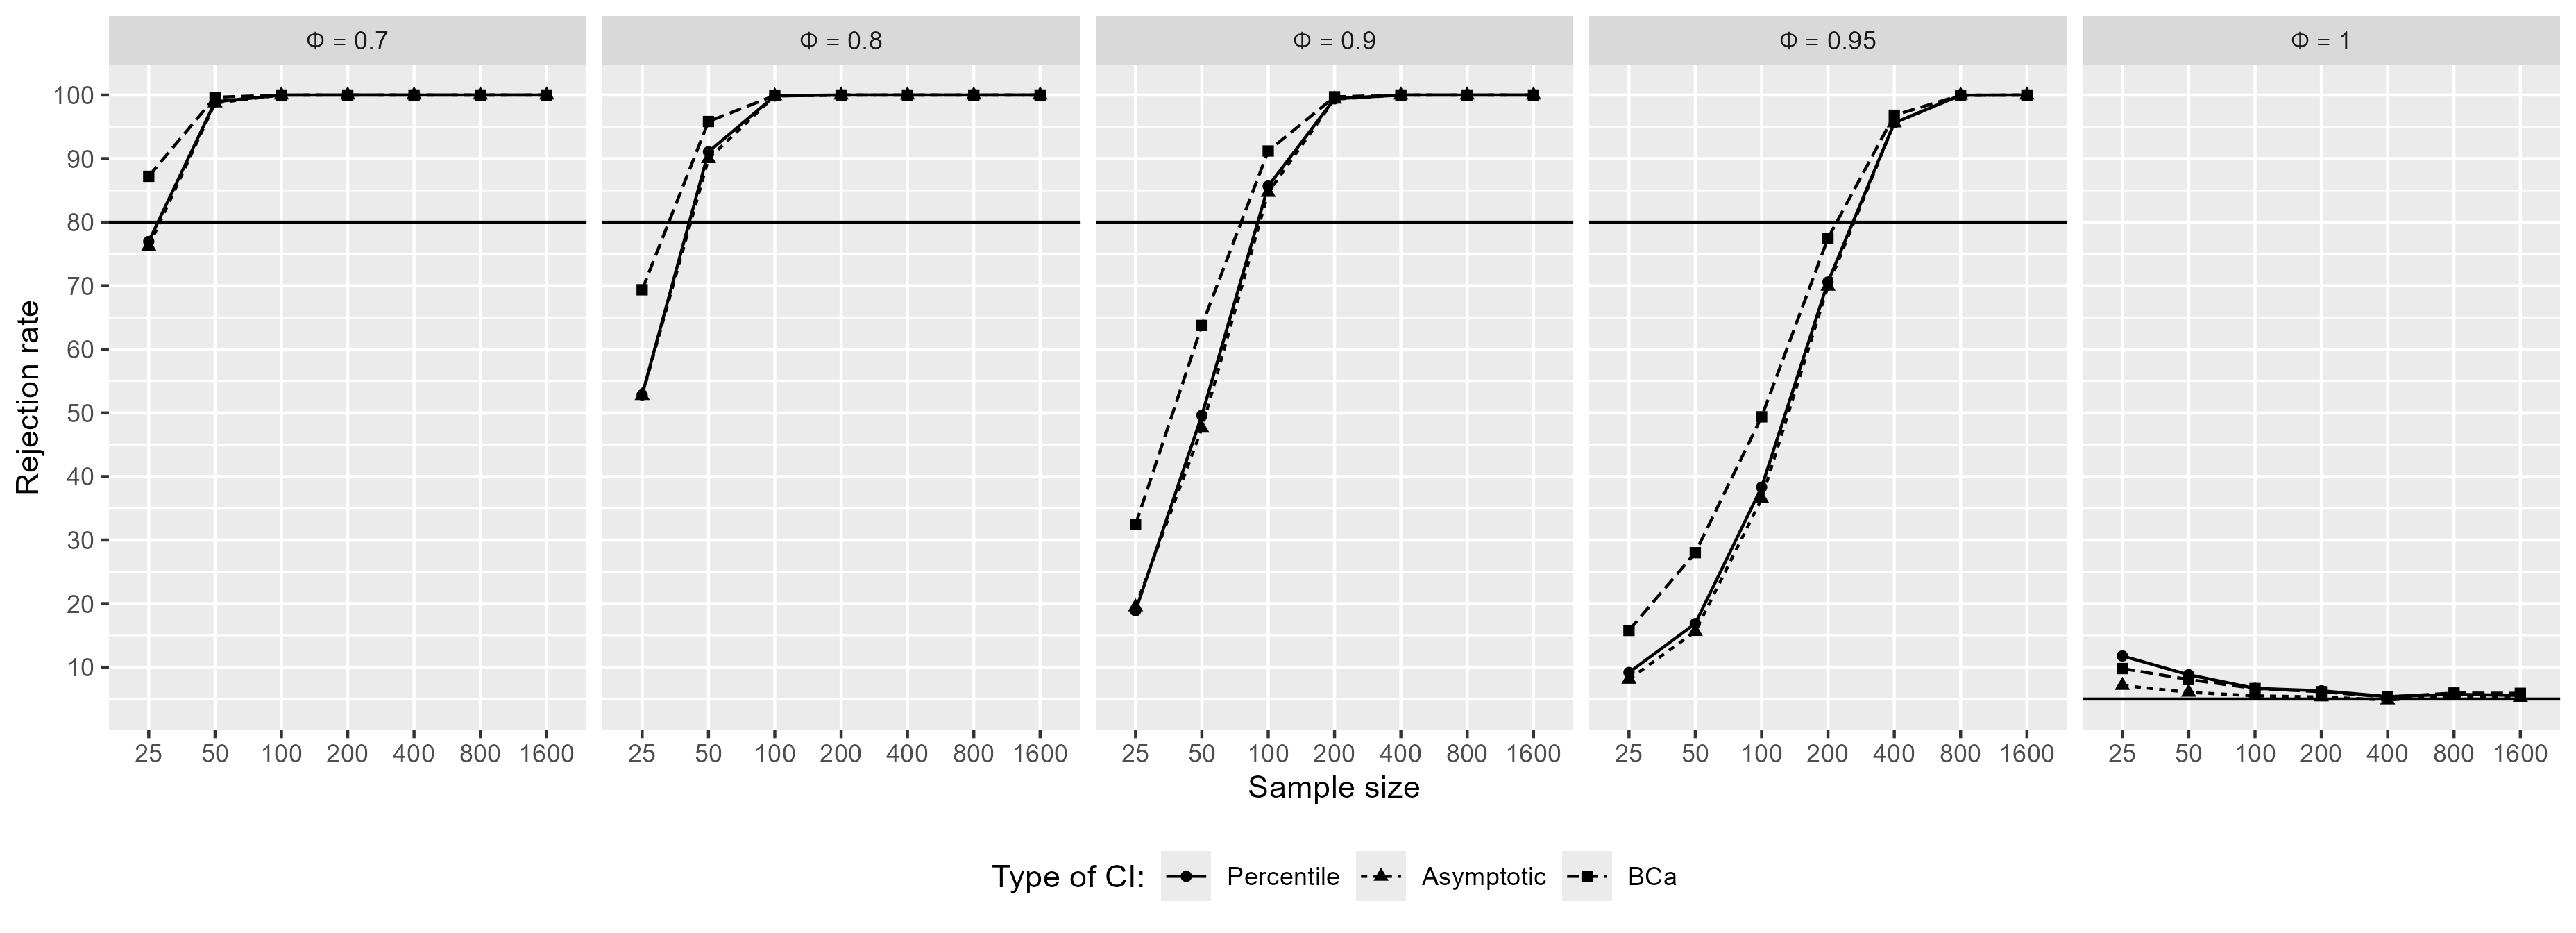 Φ = 0.7 Φ = 0.8 Φ = 0.9 Φ = 0.95 Φ = 1
100
90
80
70
60
50
40
30
20
10
Rejection rate
25 50 100 200 400 800 1600 25 50 100 200 400 800 1600 25 50 100 200 400 800 1600 25 50 100 200 400 800 1600 25 50 100 200 400 800 1600
Sample size
Type of CI: Percentile Asymptotic BCa